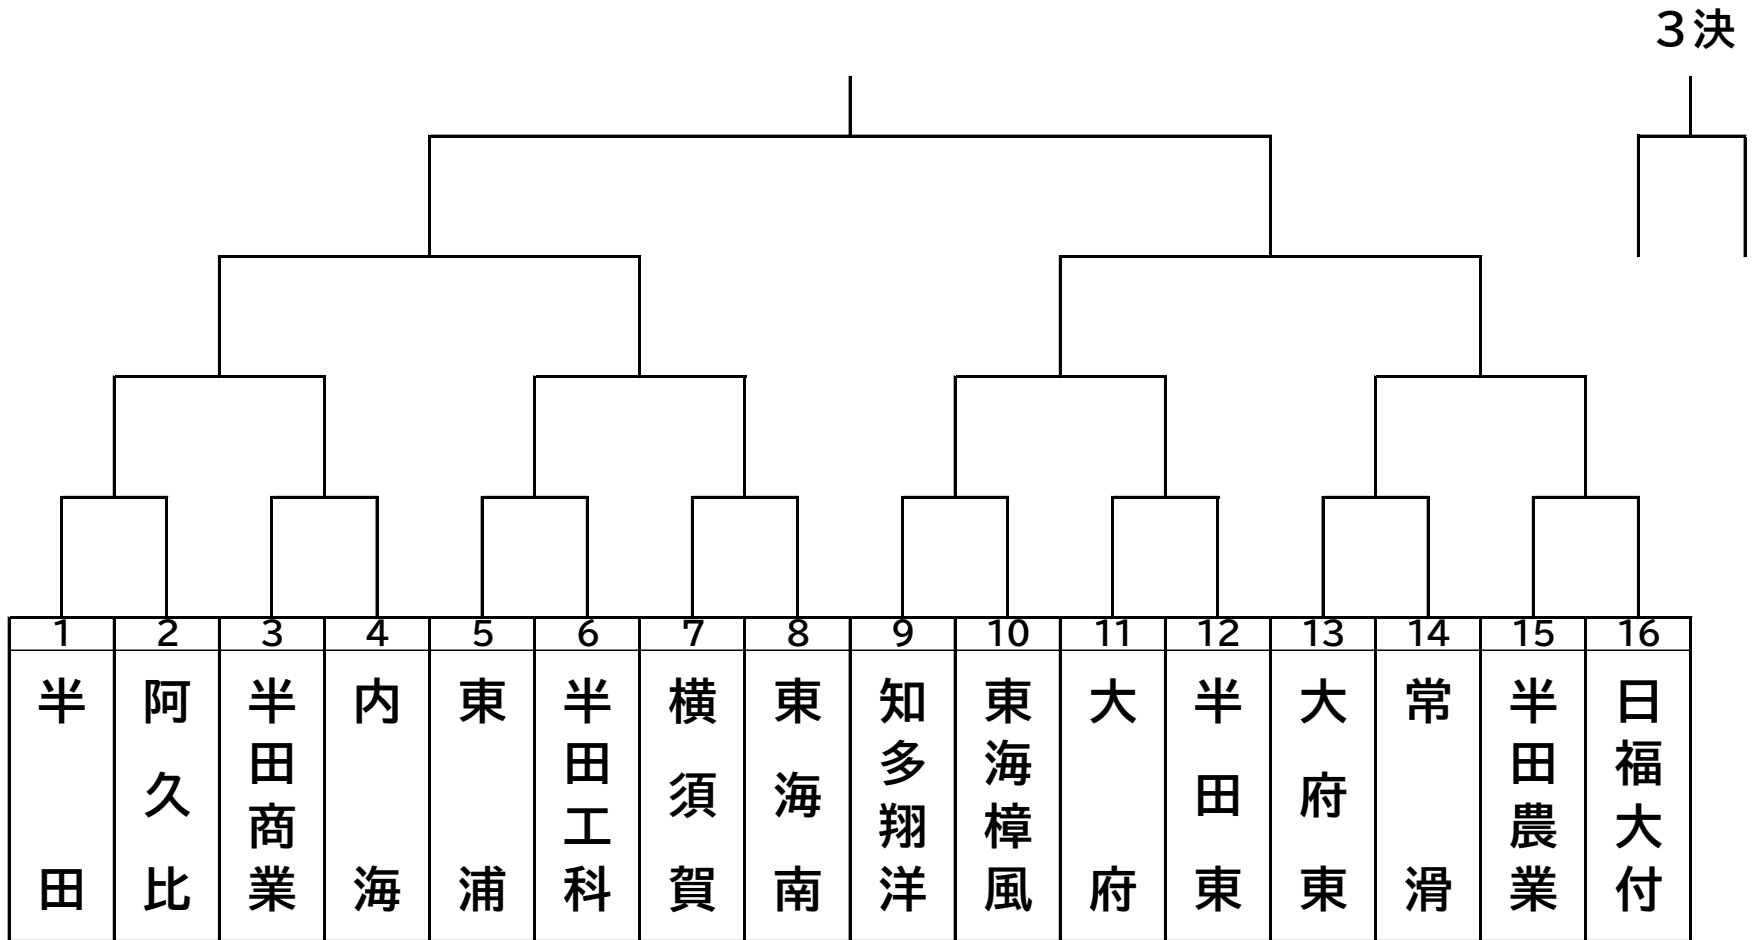 3決
1
2
3
4
5
6
7
8
9
10
11
12
13
14
15
16
半田
阿久比
半田商業
内海
東浦
半田工科
横須賀
東海南
知多翔洋
東海樟風
大府
半田東
大府東
常滑
半田農業
日福大付